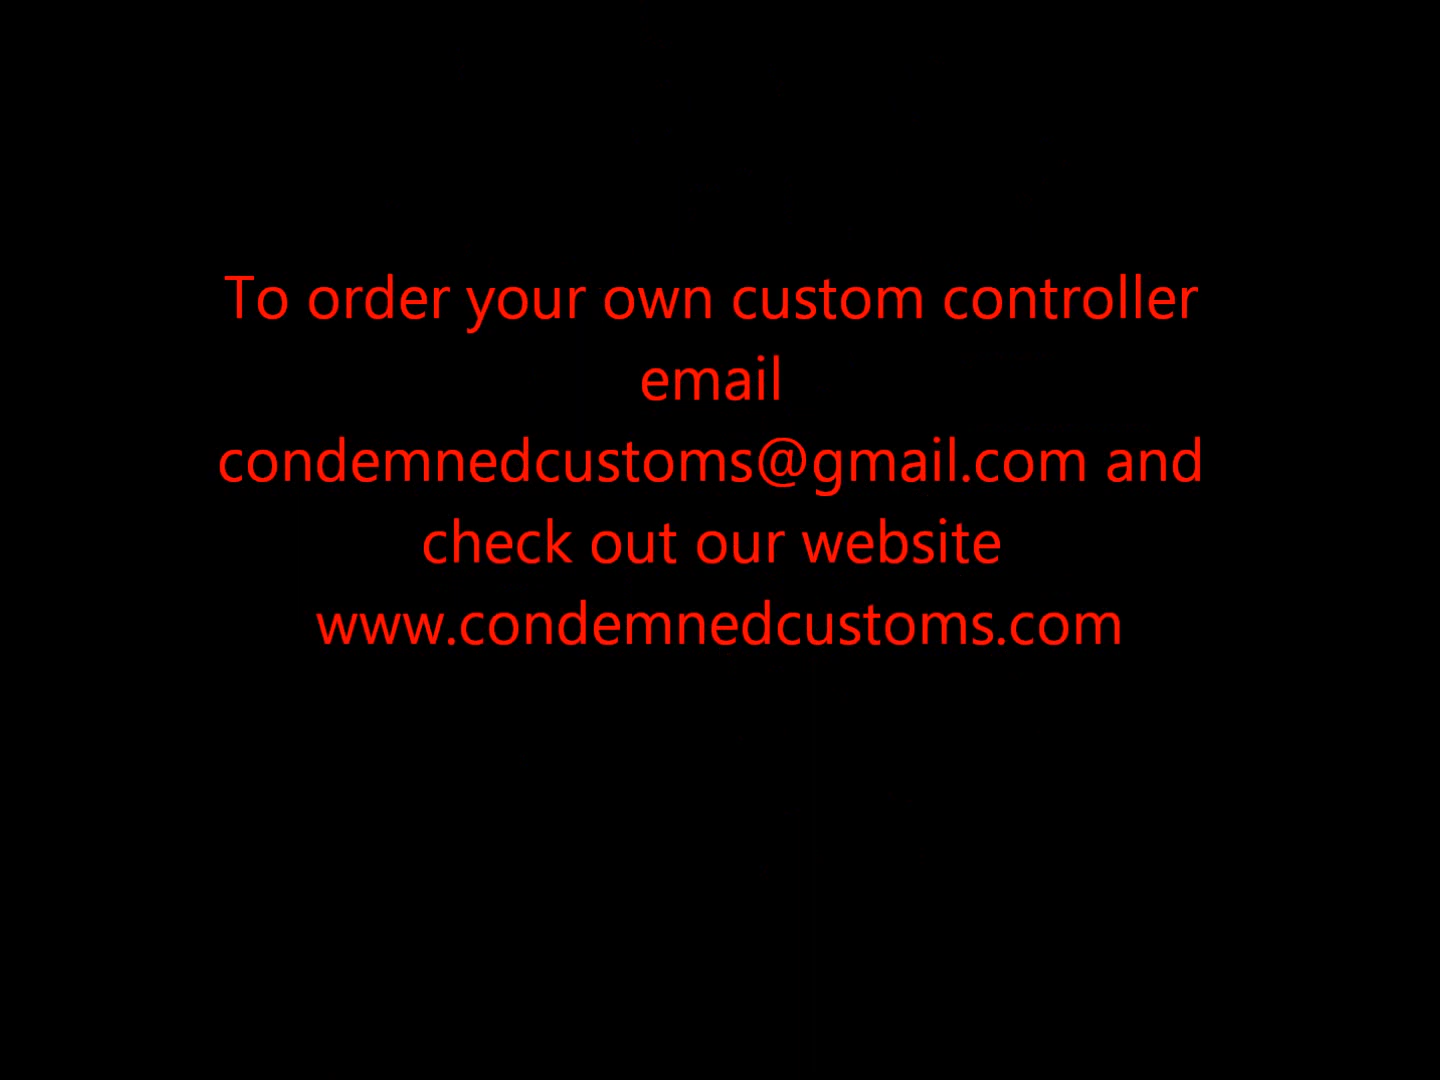 To order your own custom controller
email
condemnedcustoms@gmail.com and
check out our website
www.condemnedcustoms.com